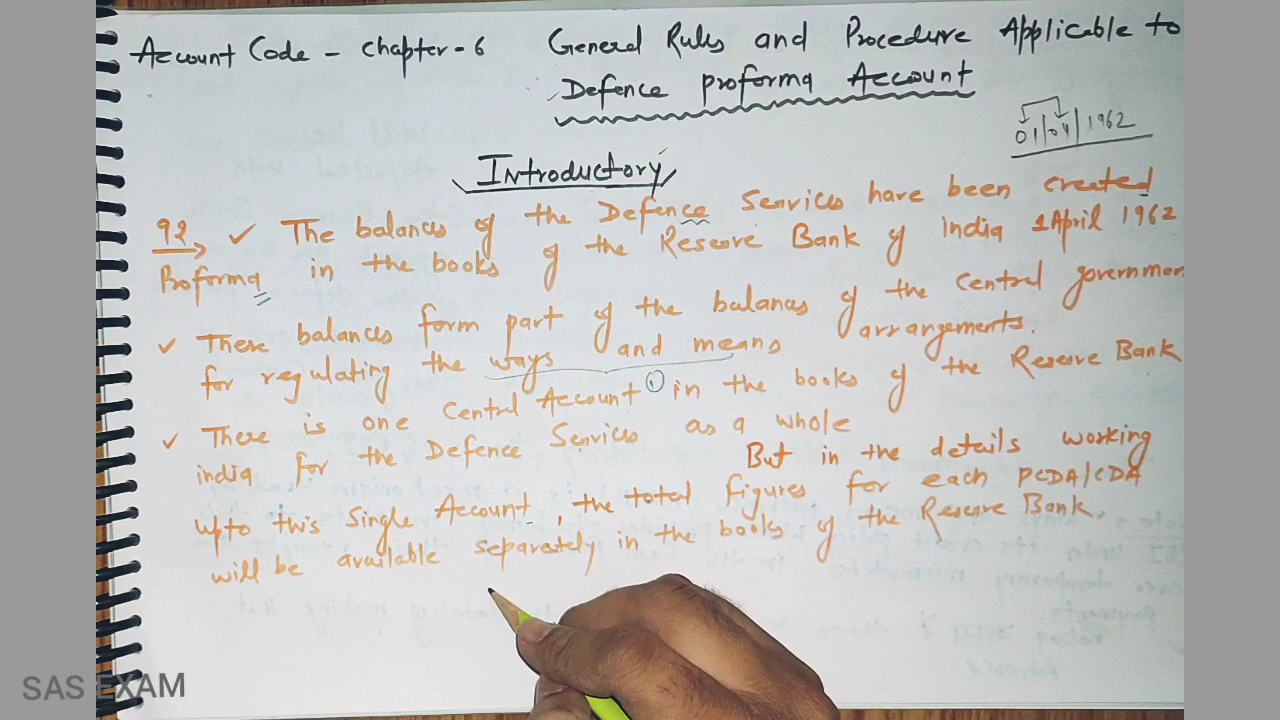 Account Code - Chapter-6 General Rules and Procedure Applicable to
Defence proforma Account
01/04/1962
Introductory
92 ✓ The balances of the Defence Services have been created
Proforma in the books of the Reserve Bank of india 1 April 1962
✓ These balances form part of the balances of the Central governmen
for regulating the ways and means arrangements.
✓ There is one Central Account ① in the books of the Reserve Bank
india for the Defence Services as a whole
But in the details working
upto this Single Account, the total figures for each PCDA/CDA
will be available separately in the books of the Reserve Bank
SAS EXAM